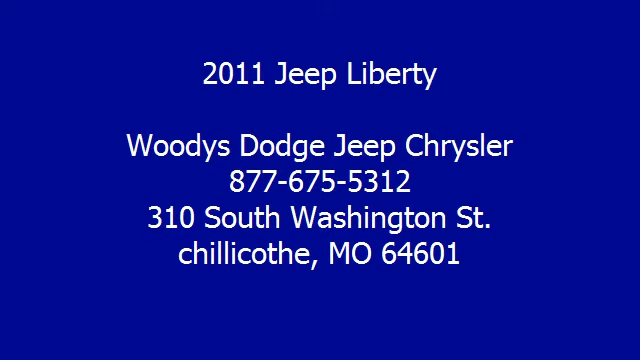 2011 Jeep Liberty
Woodys Dodge Jeep Chrysler
877-675-5312
310 South Washington St.
chillicothe, MO 64601